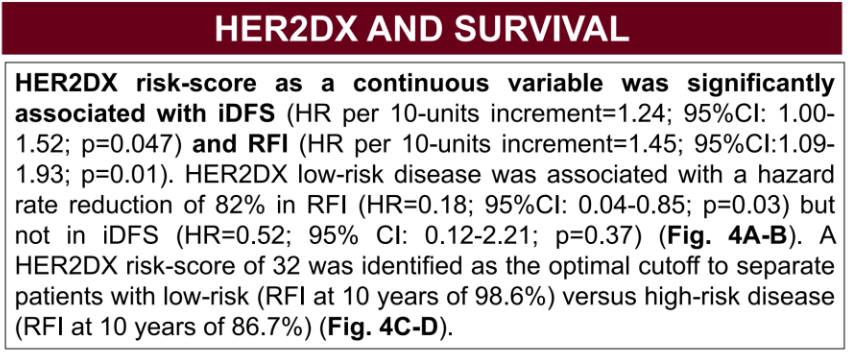 HER2DX AND SURVIVAL
HER2DX risk-score as a continuous variable was significantly
associated with iDFS (HR per 10-units increment=1.24; 95%CI: 1.00-
1.52; p=0.047) and RFI (HR per 10-units increment=1.45; 95%CI:1.09-
1.93; p=0.01). HER2DX low-risk disease was associated with a hazard
rate reduction of 82% in RFI (HR=0.18; 95%CI: 0.04-0.85; p=0.03) but
not in iDFS (HR=0.52; 95% CI: 0.12-2.21; p=0.37) (Fig. 4A-B). A
HER2DX risk-score of 32 was identified as the optimal cutoff to separate
patients with low-risk (RFI at 10 years of 98.6%) versus high-risk disease
(RFI at 10 years of 86.7%) (Fig. 4C-D).